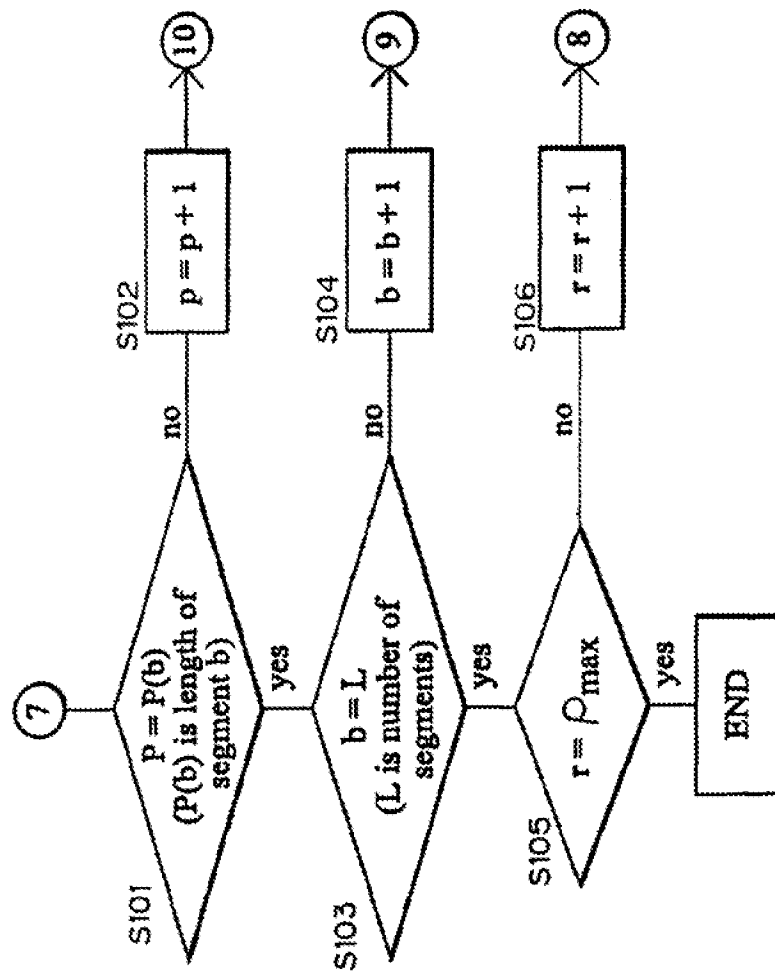 7
S101
P = P(b)
(P(b) is length of
segment b)
no
S102
p = p + 1
10
yes
S103
b = L
(L is number of
segments)
no
S104
b = b + 1
9
yes
S105
r = ρmax
no
S106
r = r + 1
8
yes
END